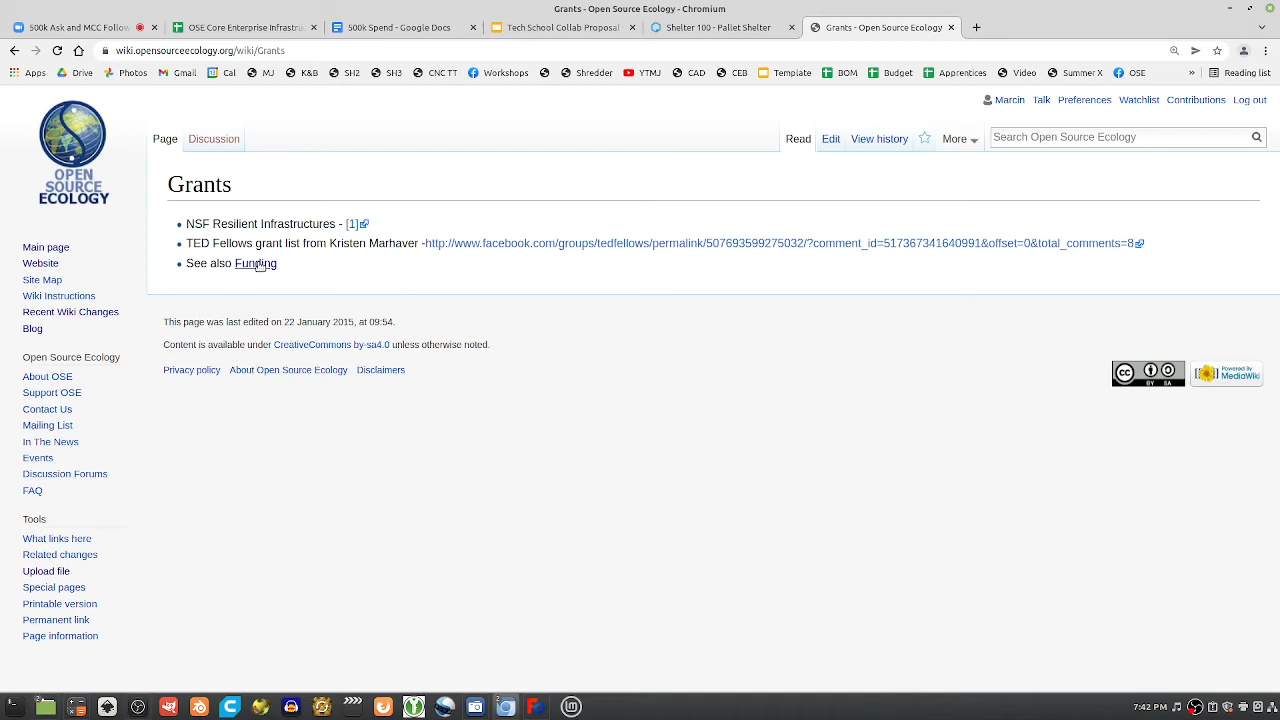 Grants - Open Source Ecology - Chromium
500k Ask and MCC Follow
OSE Core Enterprise Infrastru
500k Spend - Google Docs
Tech School Collab Proposal
Shelter 100 - Pallet Shelter
Grants - Open Source Ecology
wiki.opensourceecology.org/wiki/Grants
Apps Drive Photos Gmail Cal MJ K&B SH2 SH3 CNC TT Workshops Shredder YTMJ CAD CEB Template BOM Budget Apprentices Video Summer X OSE » Reading list
Marcin Talk Preferences Watchlist Contributions Log out
Page Discussion Read Edit View history More Search Open Source Ecology
OPEN
SOURCE
ECOLOGY
Main page
Website
Site Map
Wiki Instructions
Recent Wiki Changes
Blog
Open Source Ecology
About OSE
Support OSE
Contact Us
Mailing List
In The News
Events
Discussion Forums
FAQ
Tools
What links here
Related changes
Upload file
Special pages
Printable version
Permanent link
Page information
Grants
NSF Resilient Infrastructures - [1]
TED Fellows grant list from Kristen Marhaver -http://www.facebook.com/groups/tedfellows/permalink/507693599275032/?comment_id=517367341640991&offset=0&total_comments=8
See also Funding
This page was last edited on 22 January 2015, at 09:54.
Content is available under CreativeCommons by-sa4.0 unless otherwise noted.
Privacy policy About Open Source Ecology Disclaimers
CC BY SA
Powered By MediaWiki
7:42 PM